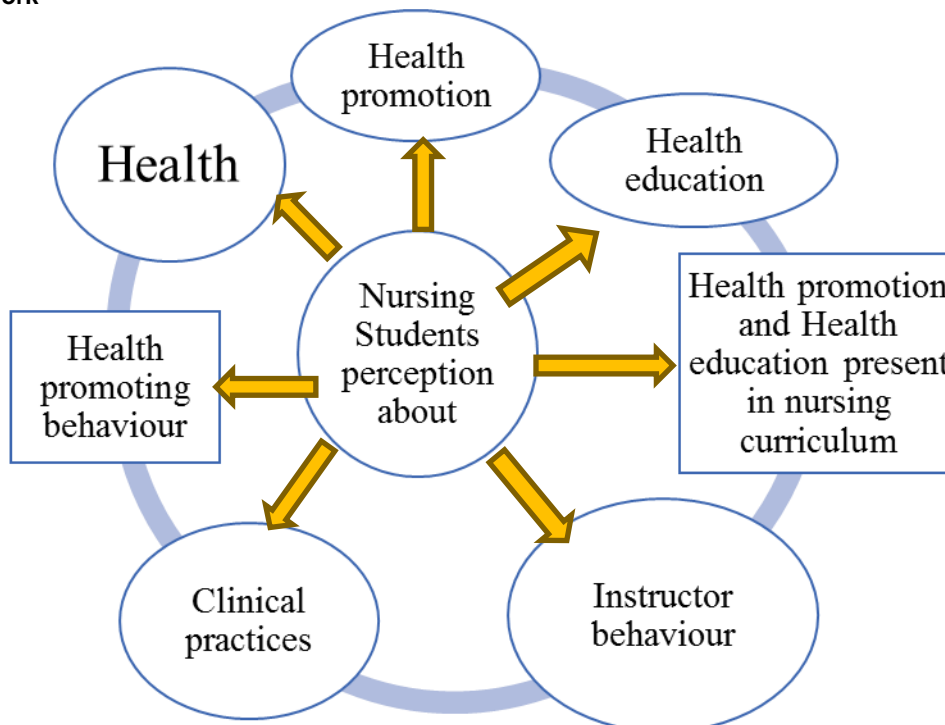 Health
promotion
Health
Health
education
Nursing
Students
perception
about
Health promotion
and Health
education present
in nursing
curriculum
Health
promoting
behaviour
Clinical
practices
Instructor
behaviour